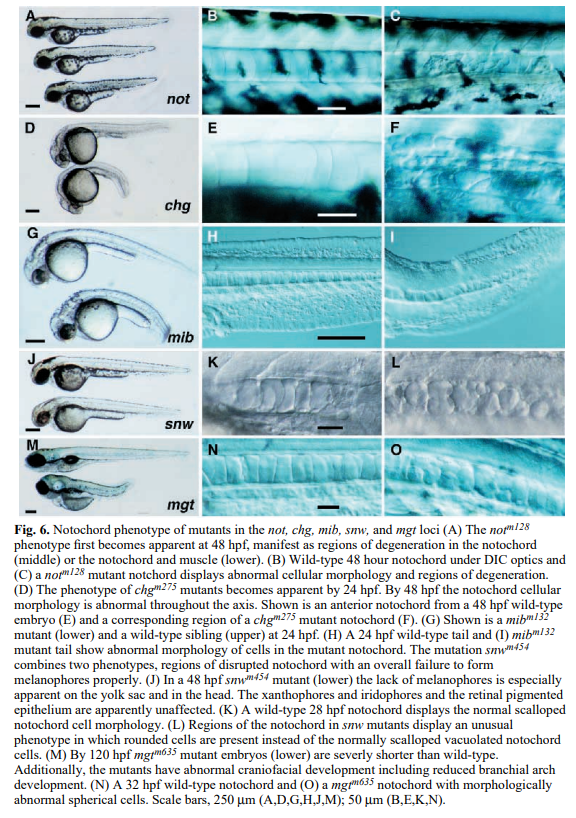 A
B
C
not
D
E
F
chg
G
H
I
mib
J
K
L
snw
M
N
O
mgt
Fig. 6. Notochord phenotype of mutants in the not, chg, mib, snw, and mgt loci (A) The notm128
phenotype first becomes apparent at 48 hpf, manifest as regions of degeneration in the notochord
(middle) or the notochord and muscle (lower). (B) Wild-type 48 hour notochord under DIC optics and
(C) a notm128 mutant notchord displays abnormal cellular morphology and regions of degeneration.
(D) The phenotype of chgm275 mutants becomes apparent by 24 hpf. By 48 hpf the notochord cellular
morphology is abnormal throughout the axis. Shown is an anterior notochord from a 48 hpf wild-type
embryo (E) and a corresponding region of a chgm275 mutant notochord (F). (G) Shown is a mibm132
mutant (lower) and a wild-type sibling (upper) at 24 hpf. (H) A 24 hpf wild-type tail and (I) mibm132
mutant tail show abnormal morphology of cells in the mutant notochord. The mutation snwm454
combines two phenotypes, regions of disrupted notochord with an overall failure to form
melanophores properly. (J) In a 48 hpf snwm454 mutant (lower) the lack of melanophores is especially
apparent on the yolk sac and in the head. The xanthophores and iridophores and the retinal pigmented
epithelium are apparently unaffected. (K) A wild-type 28 hpf notochord displays the normal scalloped
notochord cell morphology. (L) Regions of the notochord in snw mutants display an unusual
phenotype in which rounded cells are present instead of the normally scalloped vacuolated notochord
cells. (M) By 120 hpf mgtm635 mutant embryos (lower) are severly shorter than wild-type.
Additionally, the mutants have abnormal craniofacial development including reduced branchial arch
development. (N) A 32 hpf wild-type notochord and (O) a mgtm635 notochord with morphologically
abnormal spherical cells. Scale bars, 250 μm (A,D,G,H,J,M); 50 μm (B,E,K,N).